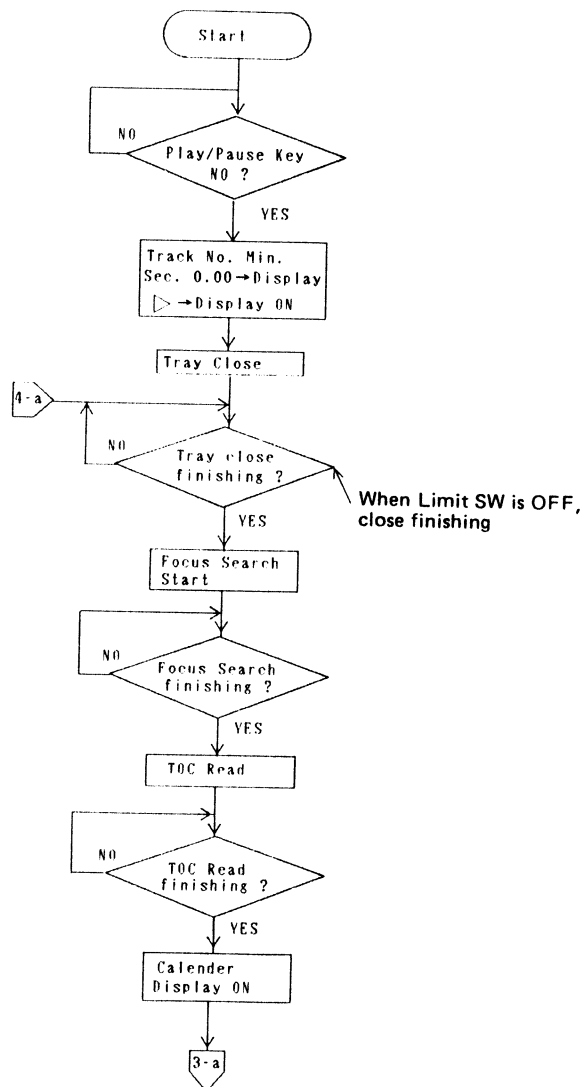 Start
NO
Play/Pause Key
NO ?
YES
Track No. Min.
Sec. 0.00→Display
▷ →Display ON
Tray Close
4-a
NO
Tray close
finishing ?
When Limit SW is OFF,
close finishing
YES
Focus Search
Start
NO
Focus Search
finishing ?
YES
TOC Read
NO
TOC Read
finishing ?
YES
Calender
Display ON
3-a